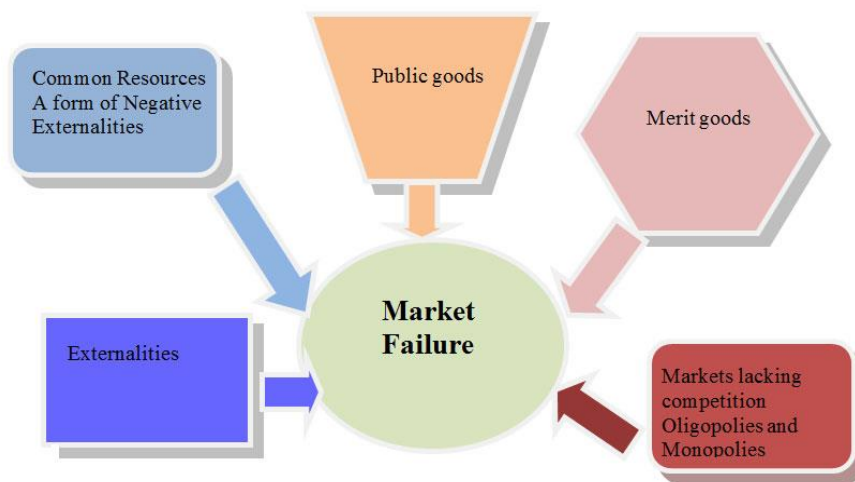 Common Resources
A form of Negative
Externalities
Public goods
Merit goods
Market
Failure
Externalities
Markets lacking
competition
Oligopolies and
Monopolies